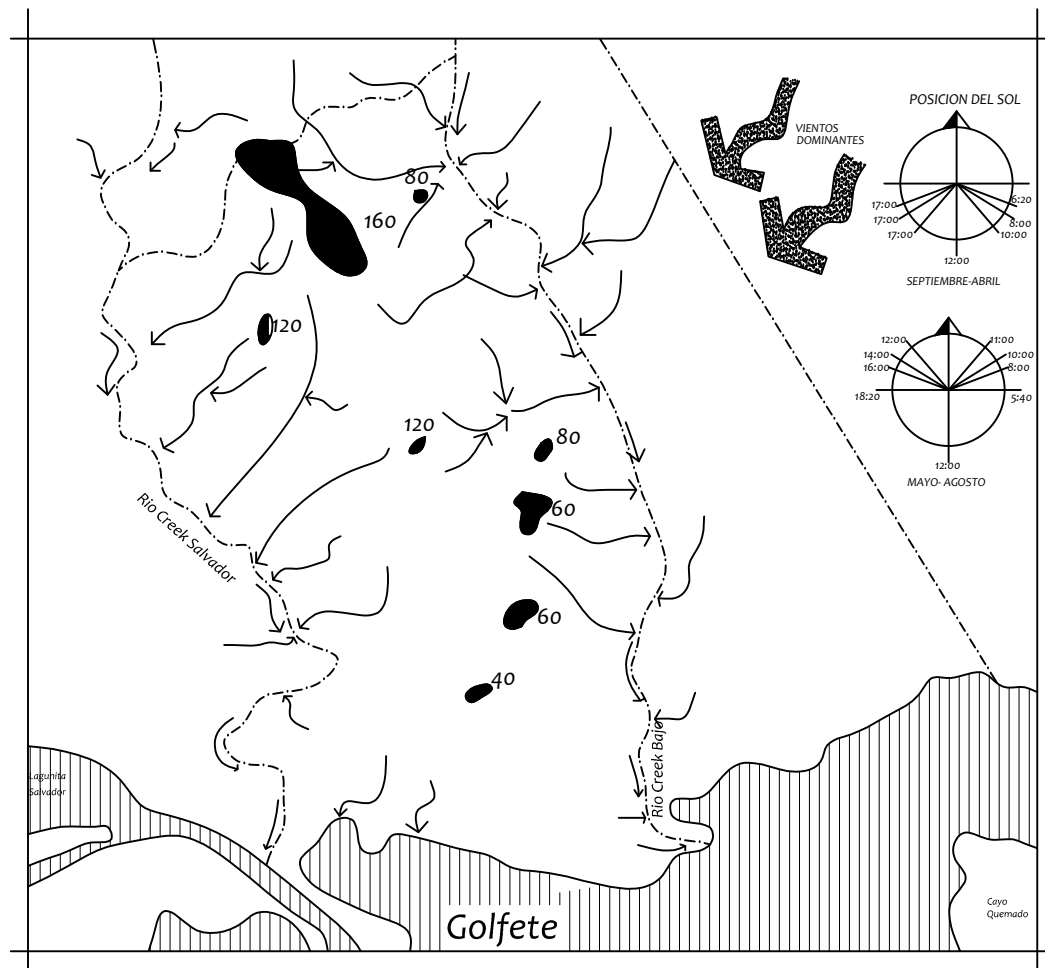 POSICION DEL SOL
VIENTOS
DOMINANTES
6:20
8:00
10:00
17:00
17:00
17:00
12:00
SEPTIEMBRE-ABRIL
80
160
120
12:00
14:00
16:00
18:20
11:00
10:00
8:00
5:40
12:00
MAYO- AGOSTO
120
80
60
Rio Creek Salvador
60
40
Rio Creek Bajo
Lagunita
Salvador
Golfete
Cayo
Quemado